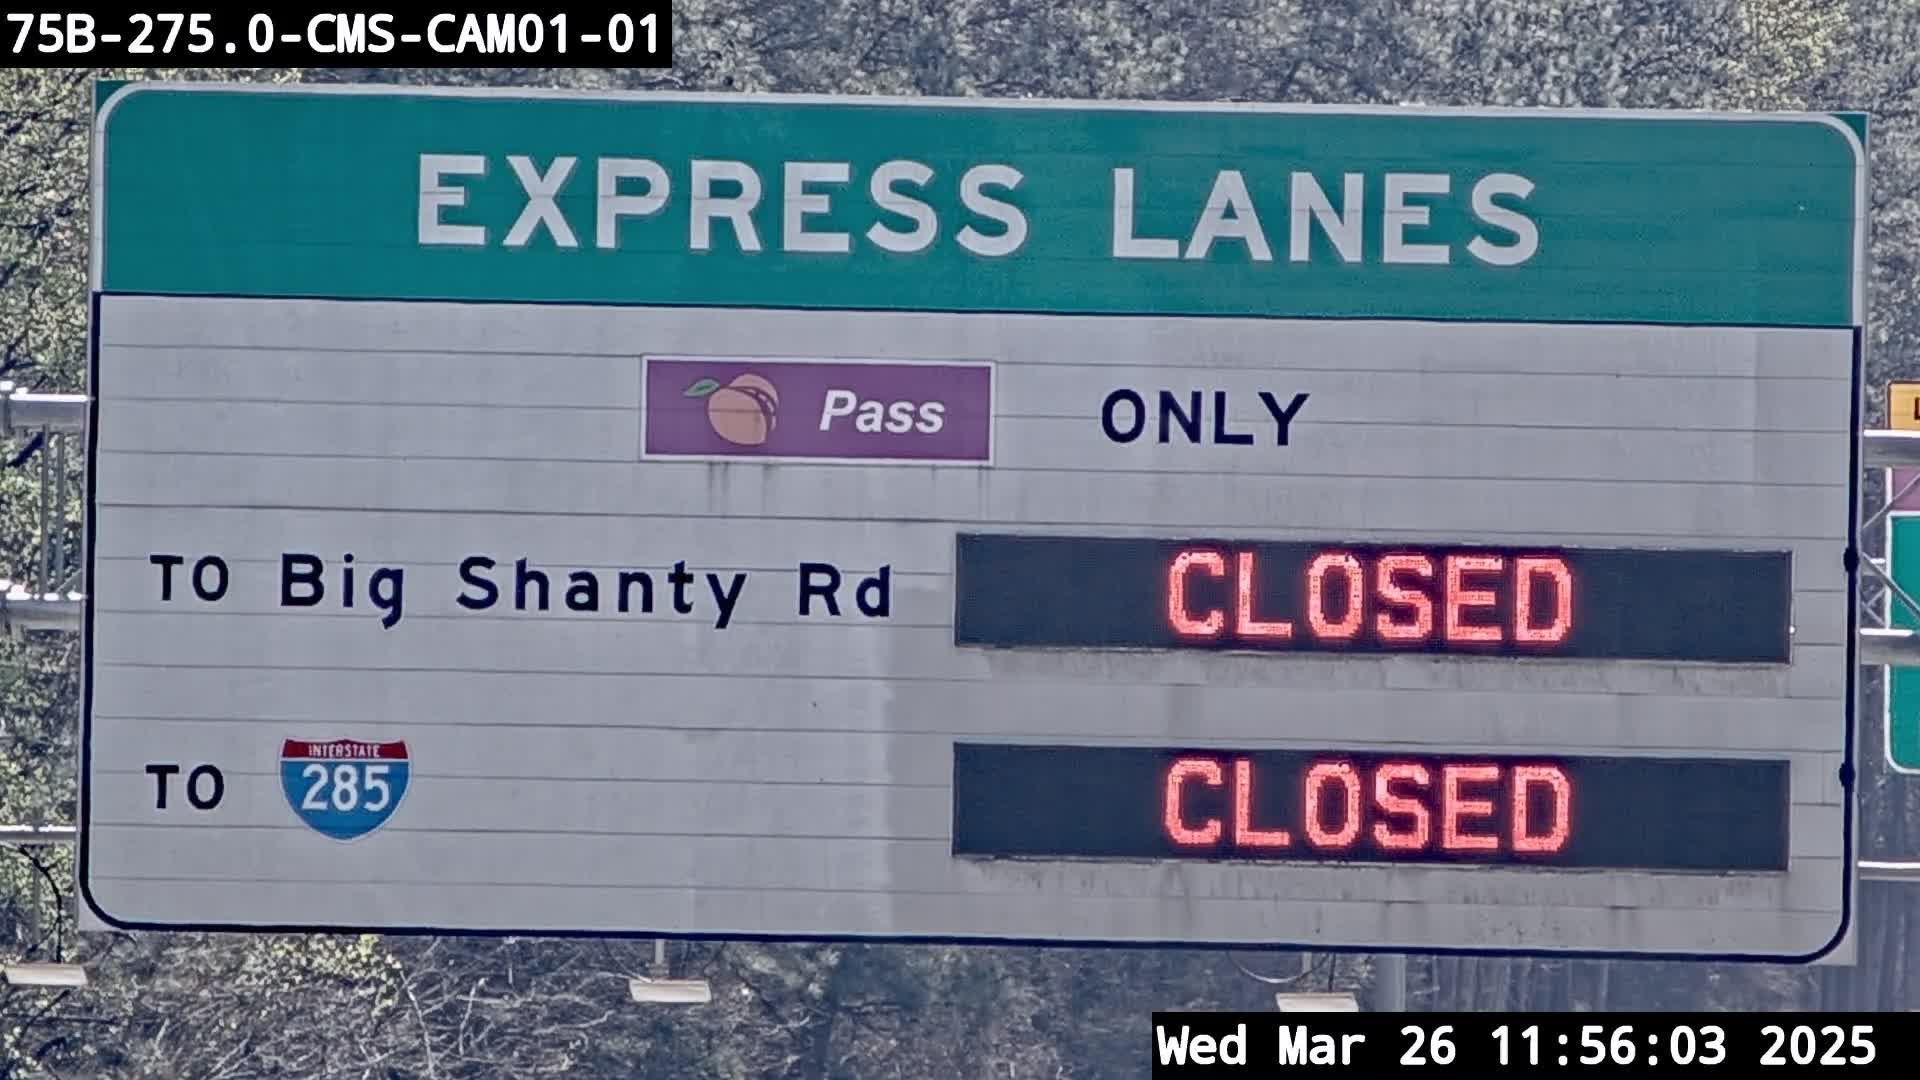 75B-275.0-CMS-CAM01-01
EXPRESS LANES
Pass ONLY
TO Big Shanty Rd CLOSED
TO INTERSTATE 285 CLOSED
Wed Mar 26 11:56:03 2025